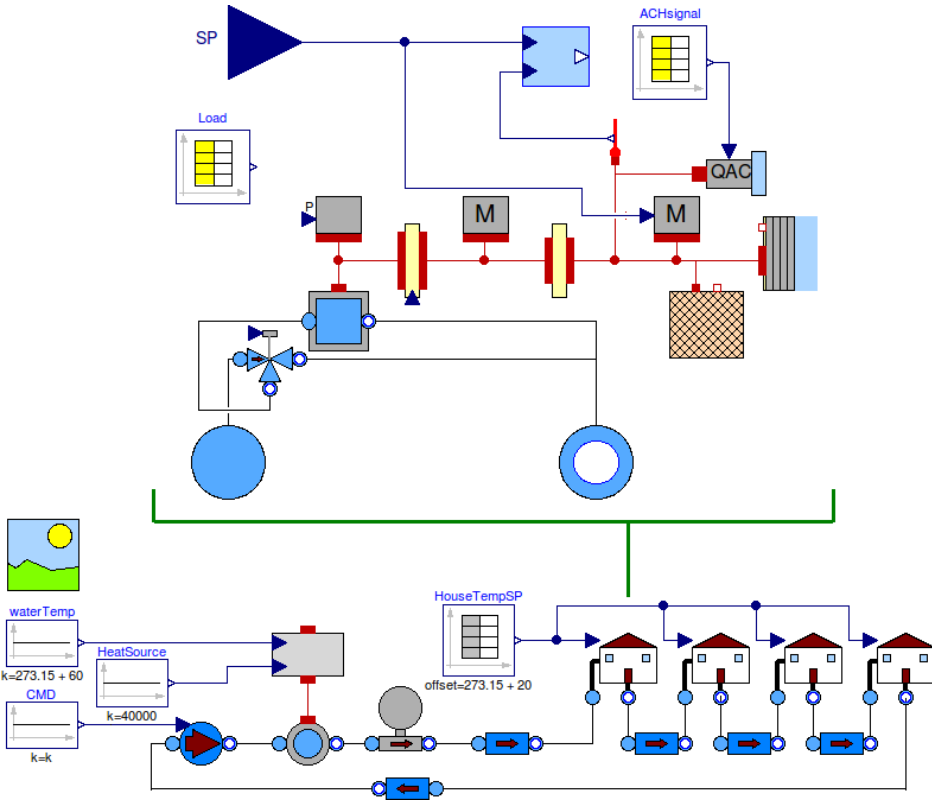 ACHsignal
SP
Load
QAC
P
M
M
HouseTempSP
waterTemp
k=273.15 + 60
HeatSource
offset=273.15 + 20
CMD
k=40000
k=k